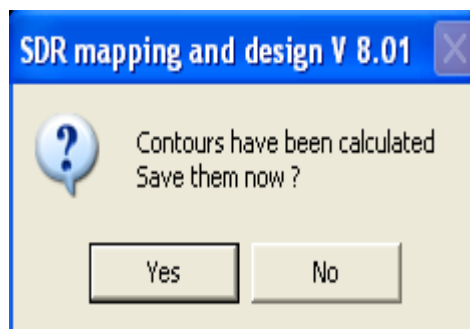 SDR mapping and design V 8.01
Contours have been calculated
Save them now ?
Yes
No